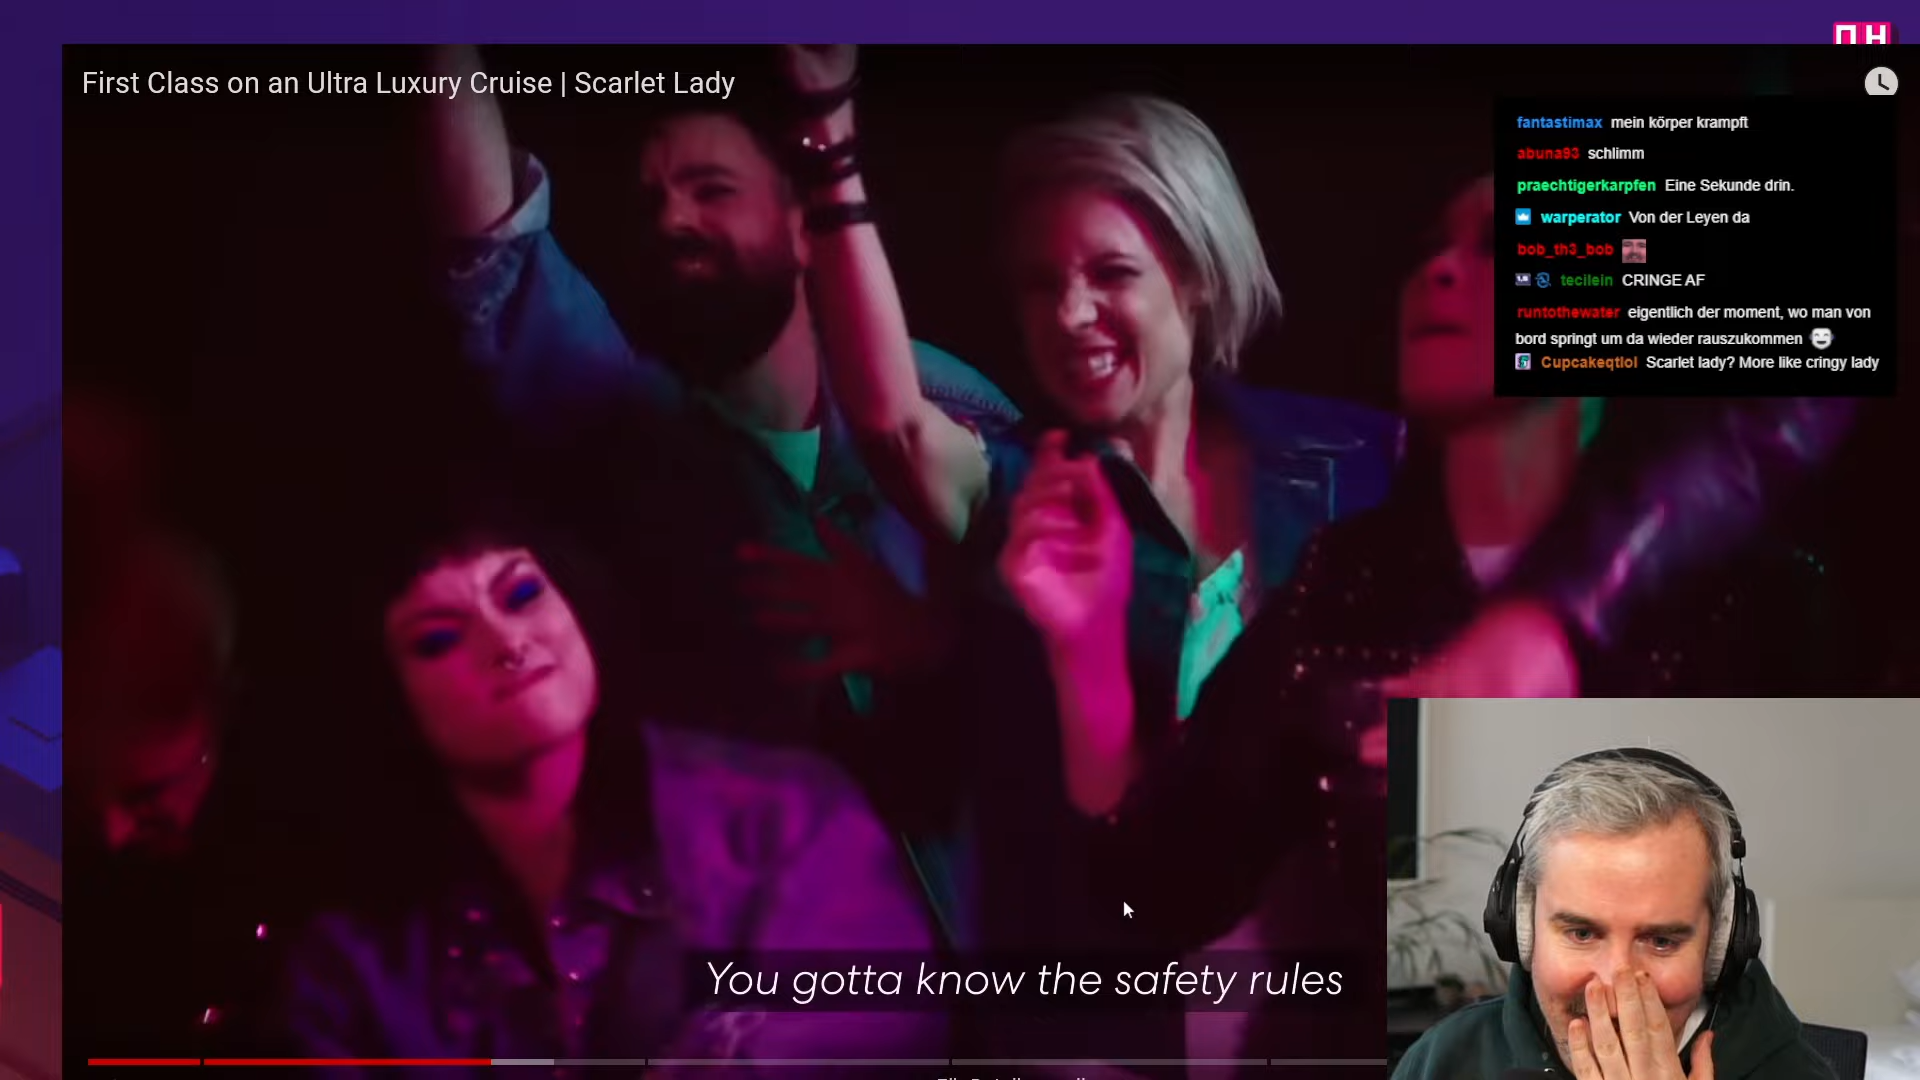 First Class on an Ultra Luxury Cruise | Scarlet Lady
fantastimax mein körper krampft
abuna93 schlimm
praechtigerkarpfen Eine Sekunde drin.
warperator Von der Leyen da
bob_th3_bob
tecilein CRINGE AF
runtothewater eigentlich der moment, wo man von
bord springt um da wieder rauszukommen
Cupcakeqtlol Scarlet lady? More like cringy lady
You gotta know the safety rules